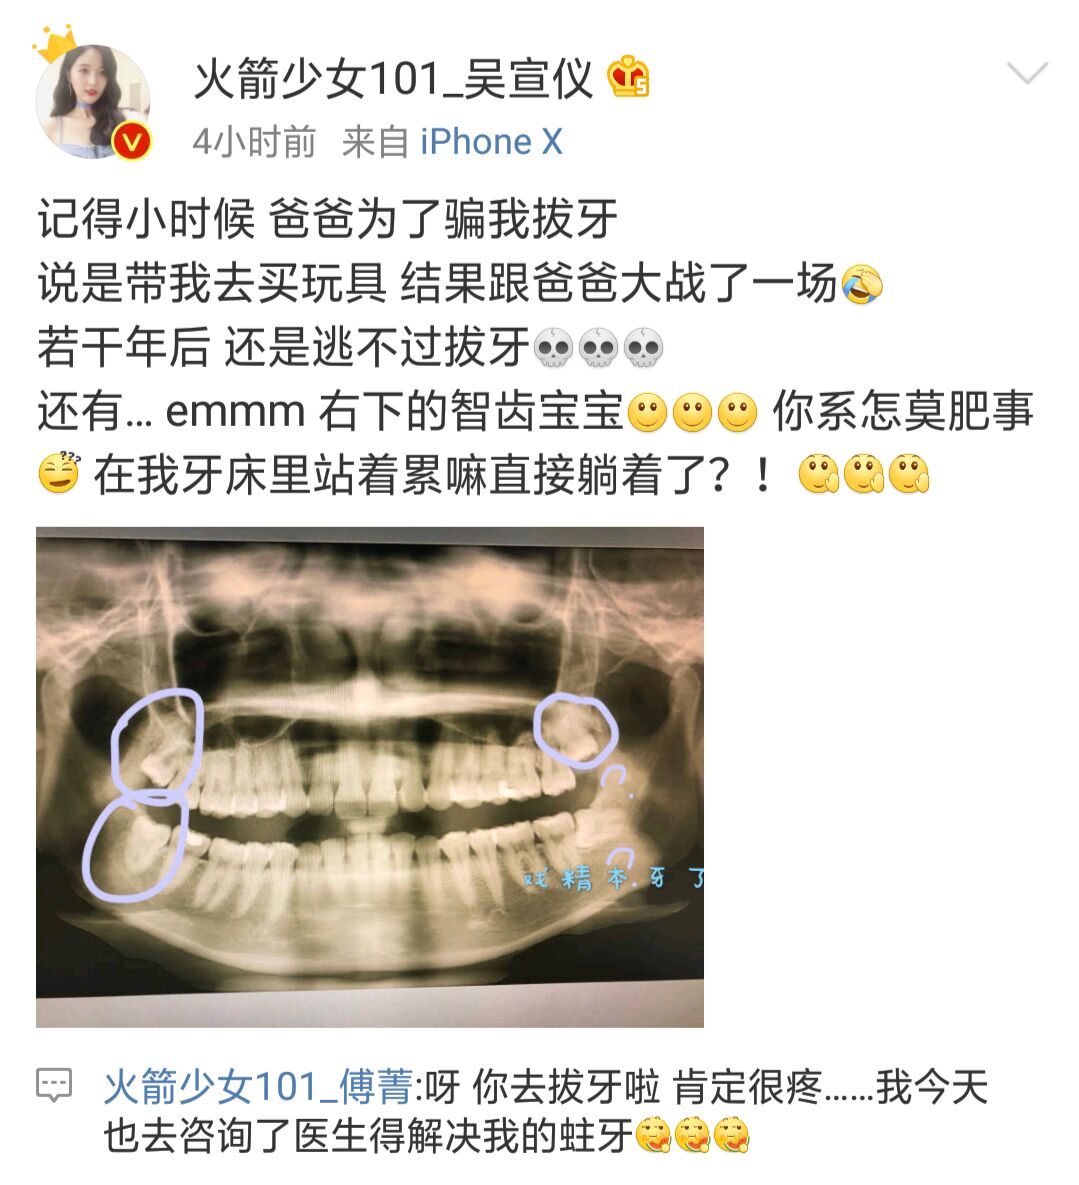 火箭少女101_吴宣仪
4小时前 来自 iPhone X
记得小时候 爸爸为了骗我拔牙
说是带我去买玩具 结果跟爸爸大战了一场
若干年后 还是逃不过拔牙
还有... emmm 右下的智齿宝宝 你系怎莫肥事
在我牙床里站着累嘛直接躺着了？！
? 
?
戏精本牙了
火箭少女101_傅菁:呀 你去拔牙啦 肯定很疼……我今天
也去咨询了医生得解决我的蛀牙